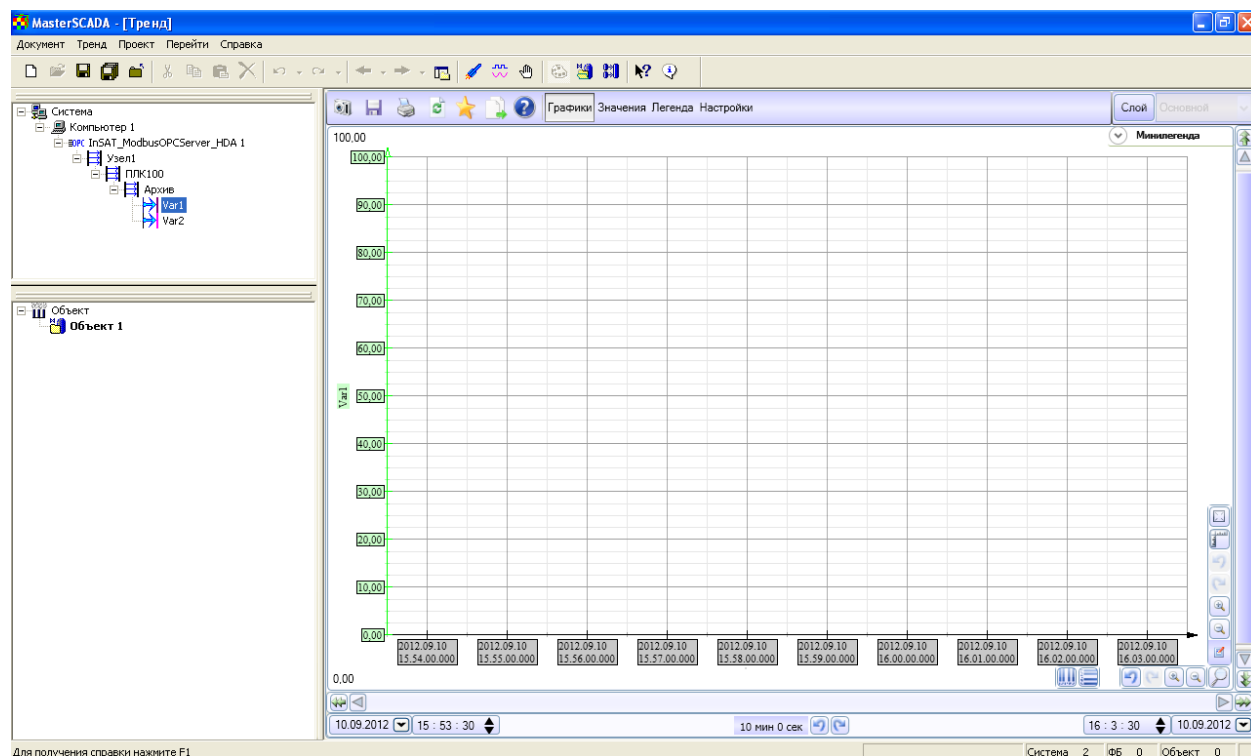 MasterSCADA - [Тренд]
Документ Тренд Проект Перейти Справка
Система
Компьютер 1
InSAT_ModbusOPCServer_HDA 1
Узел1
ПЛК100
Архив
Var1
Var2
Объект
Объект 1
Графики Значения Легенда Настройки
Слой Основной
100,00
Минилегенда
100,00
90,00
80,00
70,00
60,00
Var1
50,00
40,00
30,00
20,00
10,00
0,00
2012.09.10 2012.09.10 2012.09.10 2012.09.10 2012.09.10 2012.09.10 2012.09.10 2012.09.10 2012.09.10 2012.09.10
15.54.00.000 15.55.00.000 15.56.00.000 15.57.00.000 15.58.00.000 15.59.00.000 16.00.00.000 16.01.00.000 16.02.00.000 16.03.00.000
0,00
10.09.2012 15 : 53 : 30 10 мин 0 сек 16 : 3 : 30 10.09.2012
Для получения справки нажмите F1
Система 2 ФБ 0 Объект 0